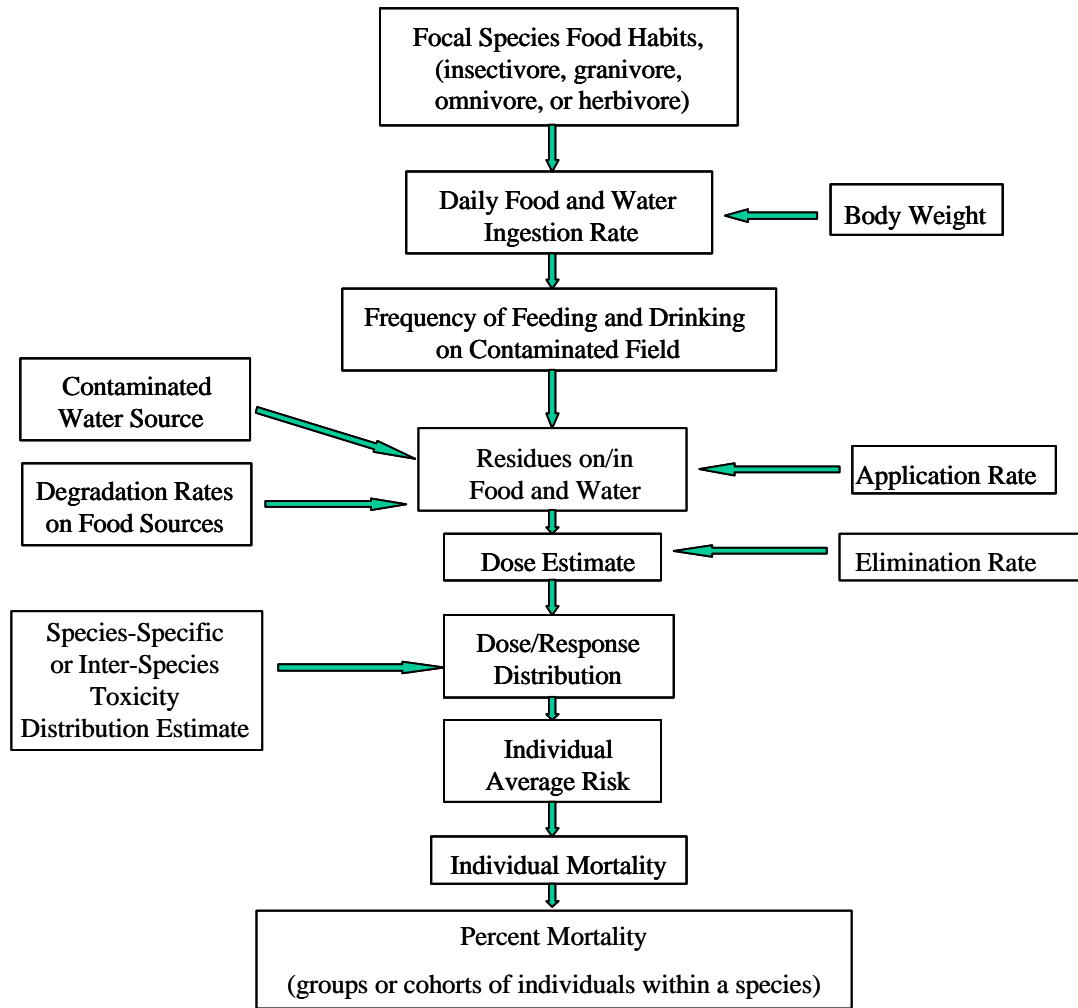 Focal Species Food Habits,
(insectivore, granivore,
omnivore, or herbivore)
Daily Food and Water
Ingestion Rate
Body Weight
Frequency of Feeding and Drinking
on Contaminated Field
Contaminated
Water Source
Residues on/in
Food and Water
Application Rate
Degradation Rates
on Food Sources
Dose Estimate
Elimination Rate
Species-Specific
or Inter-Species
Toxicity
Distribution Estimate
Dose/Response
Distribution
Individual
Average Risk
Individual Mortality
Percent Mortality
(groups or cohorts of individuals within a species)